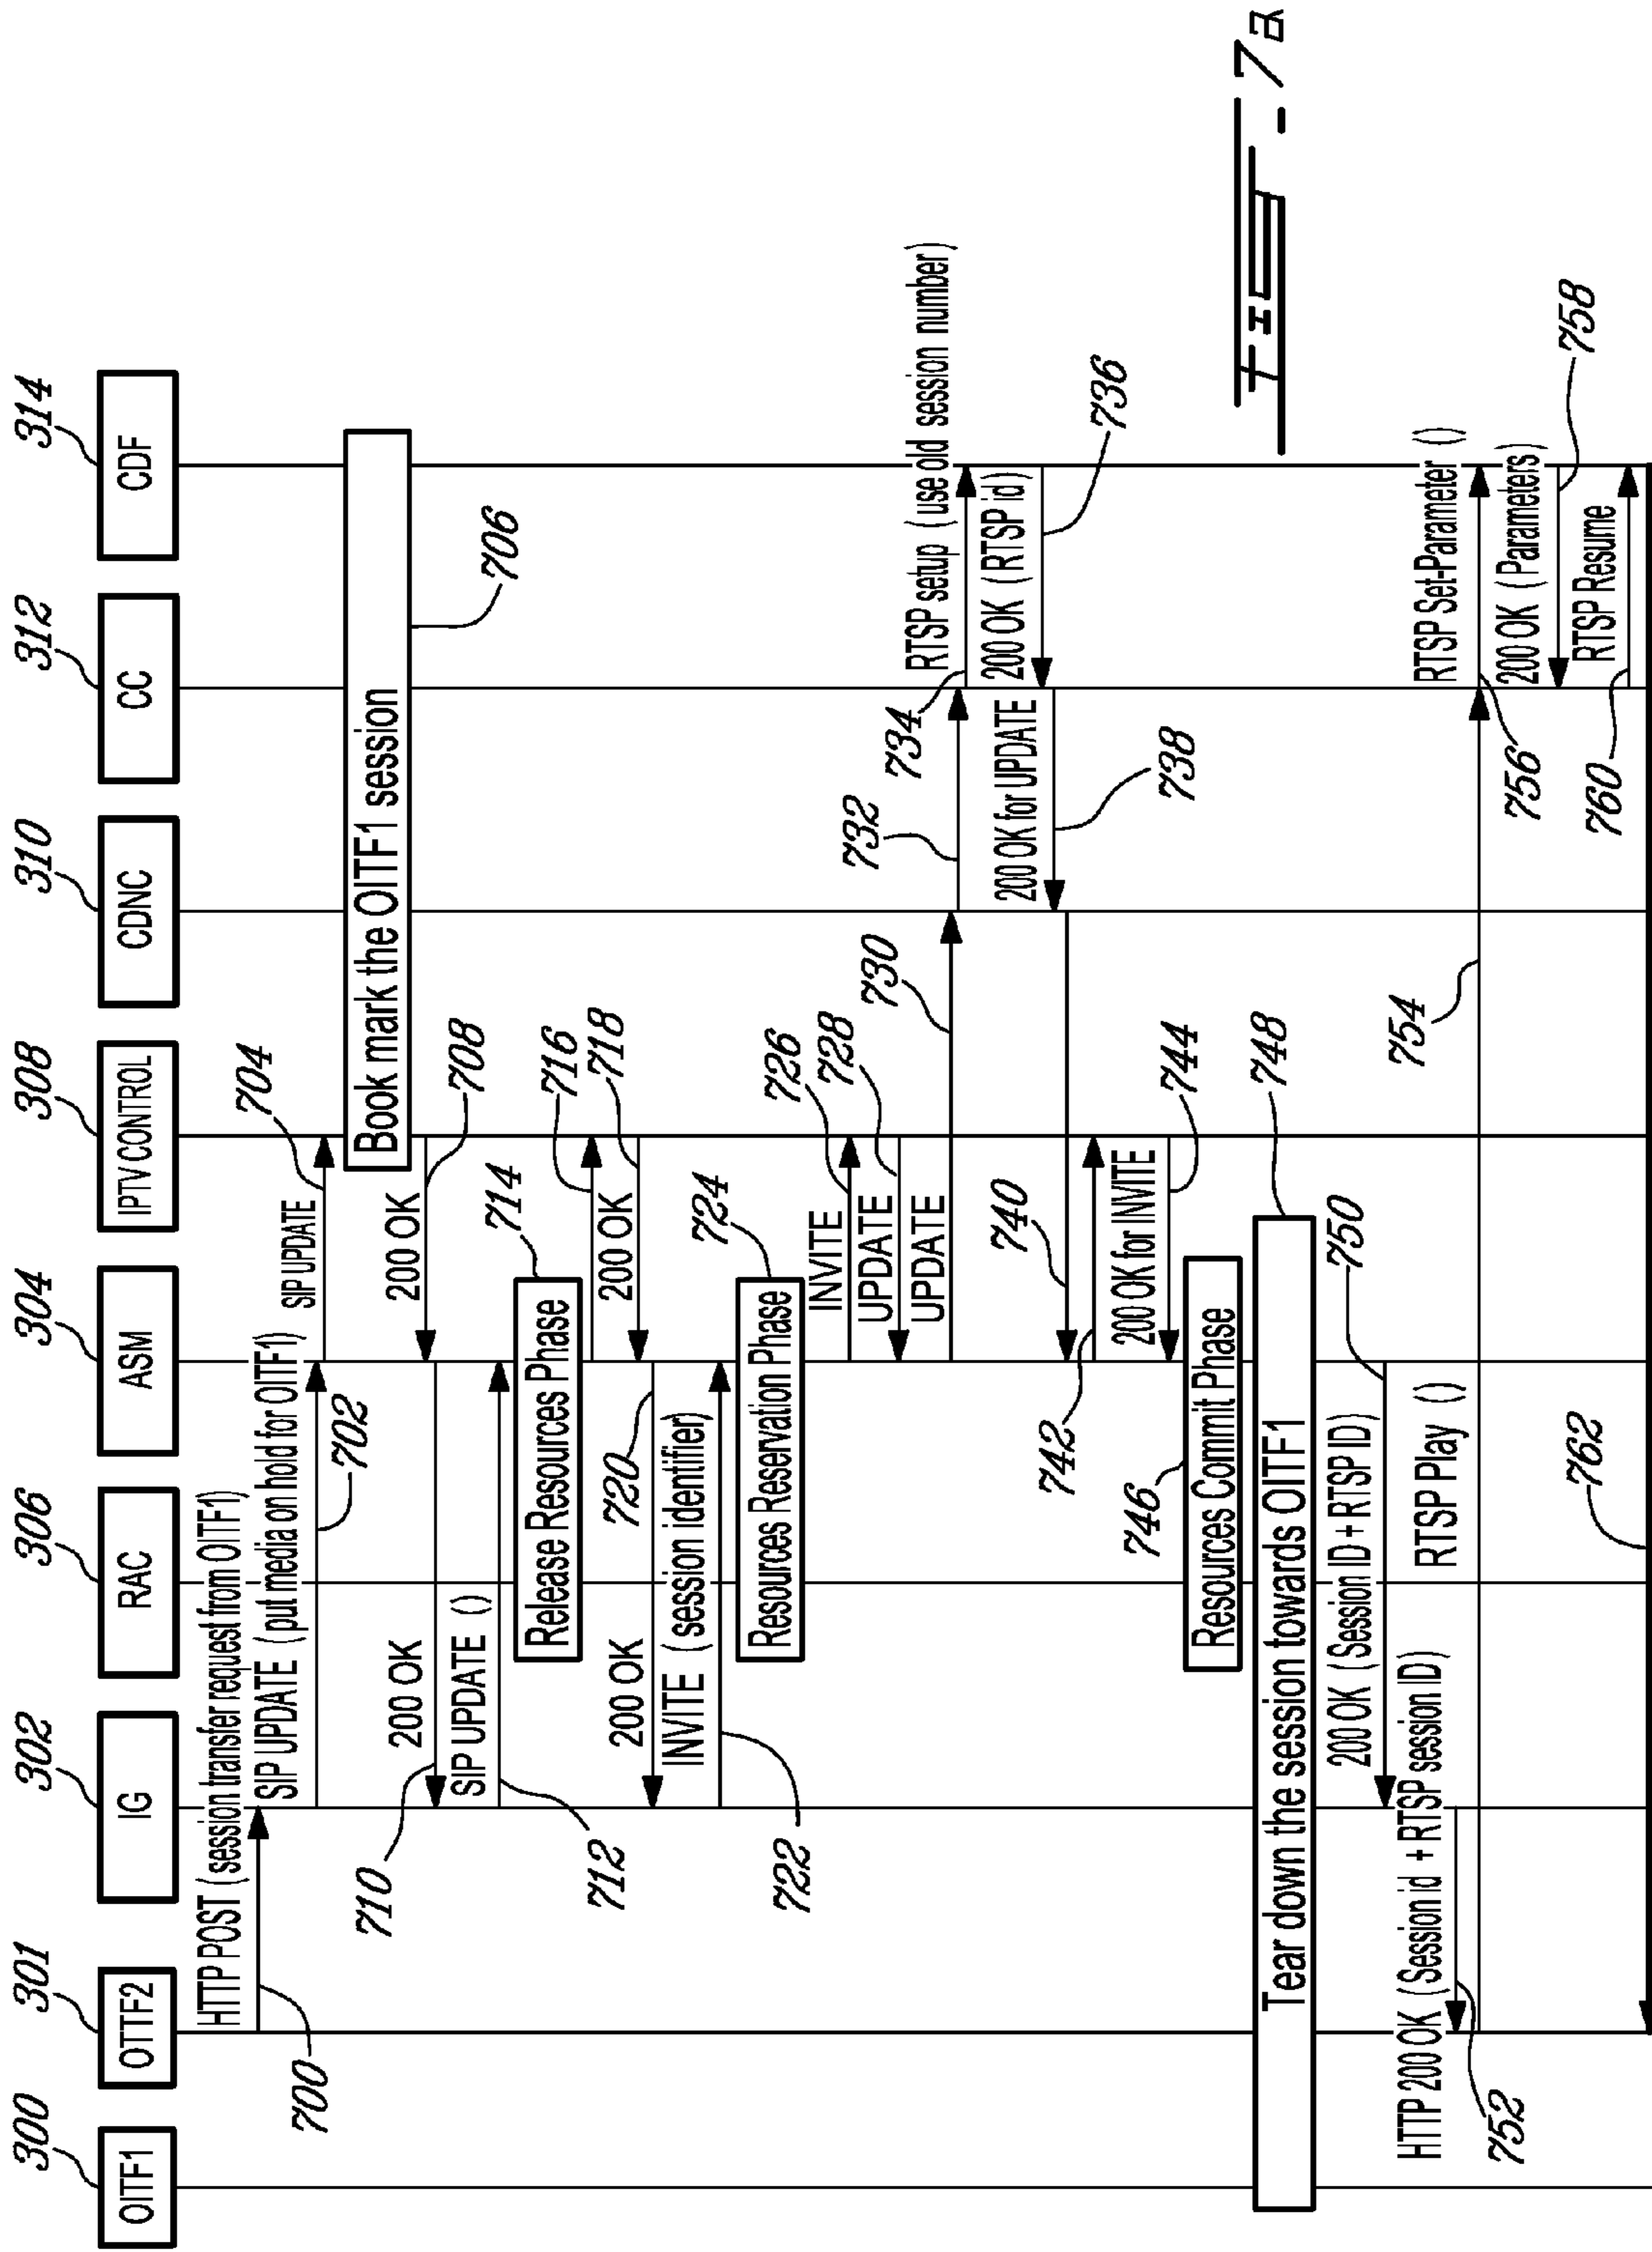 300
301
302
306
304
308
310
312
314
OITF1
OTTF2
IG
RAC
ASM
IPTV CONTROL
CDNC
CC
CDF
HTTP POST (session transfer request from OITF1)
700
SIP UPDATE (put media on hold for OITF1)
702
SIP UPDATE
704
Book mark the OITF1 session
706
200 OK
708
200 OK
710
SIP UPDATE ()
712
Release Resources Phase
714
716
200 OK
718
200 OK
720
INVITE (session identifier)
722
Resources Reservation Phase
724
INVITE
726
UPDATE
728
UPDATE
730
732
RTSP setup (use old session number)
734
200 OK (RTSP id)
736
200 OK for UPDATE
738
740
742
200 OK for INVITE
744
Resources Commit Phase
746
Tear down the session towards OITF1
748
200 OK (Session ID + RTSP ID)
750
HTTP 200 OK (Session id + RTSP session ID)
752
RTSP Play ()
754
RTSP Set-Parameter ()
756
200 OK (Parameters)
758
RTSP Resume
760
762
FIG-7a